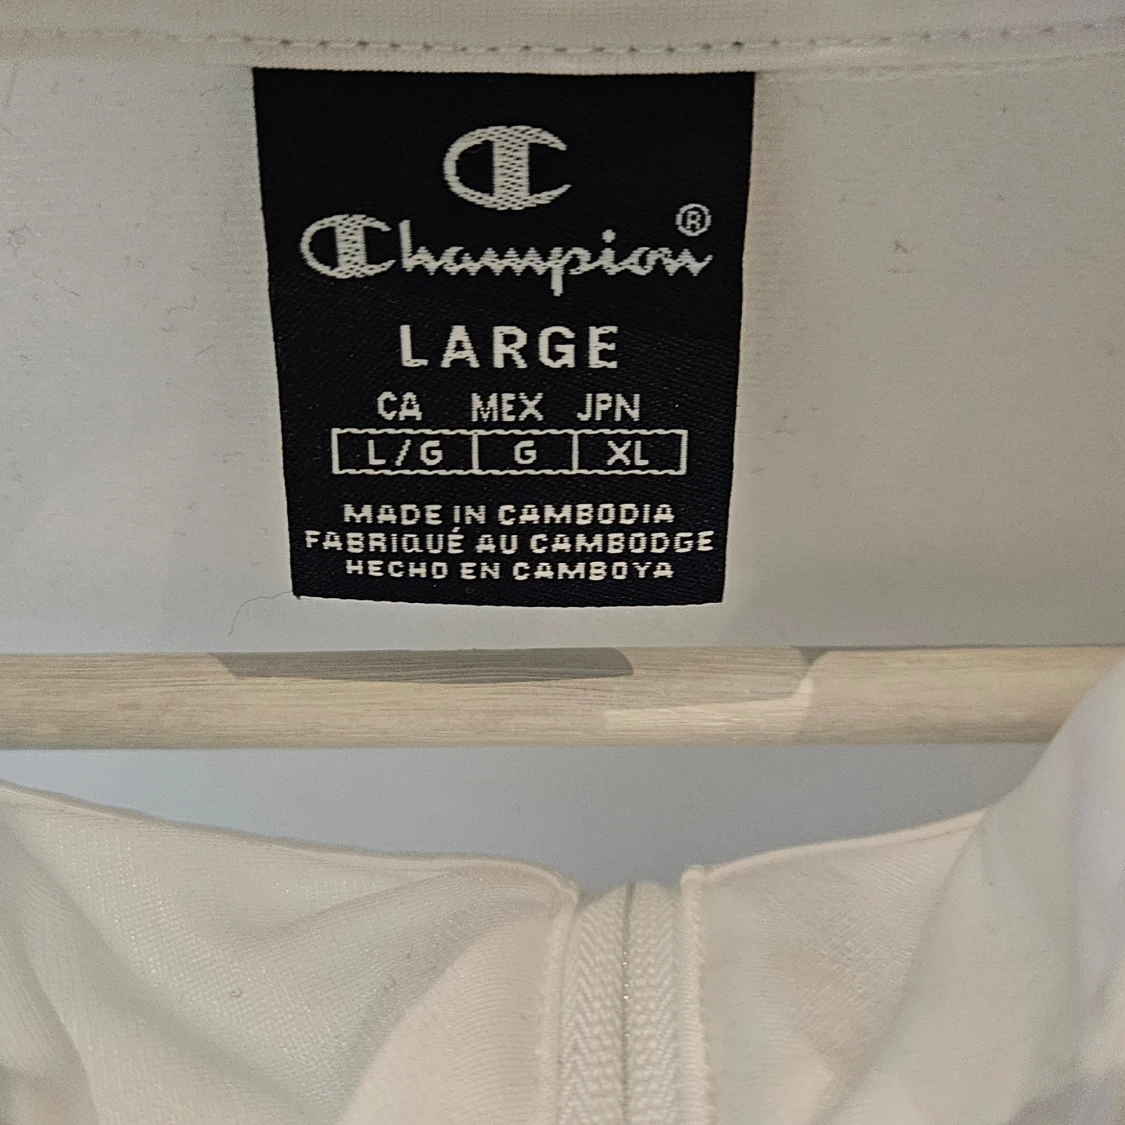 C
Champion®
LARGE
CA MEX JPN
L/G G XL
MADE IN CAMBODIA
FABRIQUÉ AU CAMBODGE
HECHO EN CAMBOYA